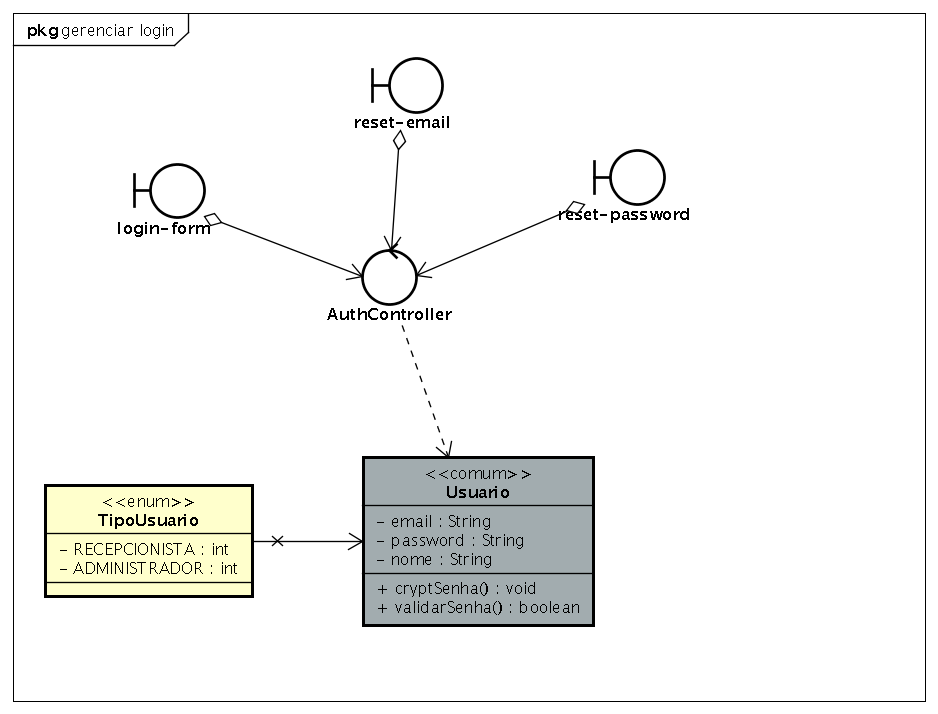 pkg gerenciar login
reset-email
login-form
reset-password
AuthController
<<enum>>
TipoUsuario
- RECEPCIONISTA : int
- ADMINISTRADOR : int
<<comum>>
Usuario
- email : String
- password : String
- nome : String
+ cryptSenha() : void
+ validarSenha() : boolean